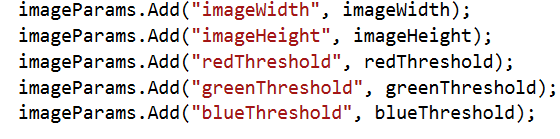 imageParams.Add("imageWidth", imageWidth);
imageParams.Add("imageHeight", imageHeight);
imageParams.Add("redThreshold", redThreshold);
imageParams.Add("greenThreshold", greenThreshold);
imageParams.Add("blueThreshold", blueThreshold);